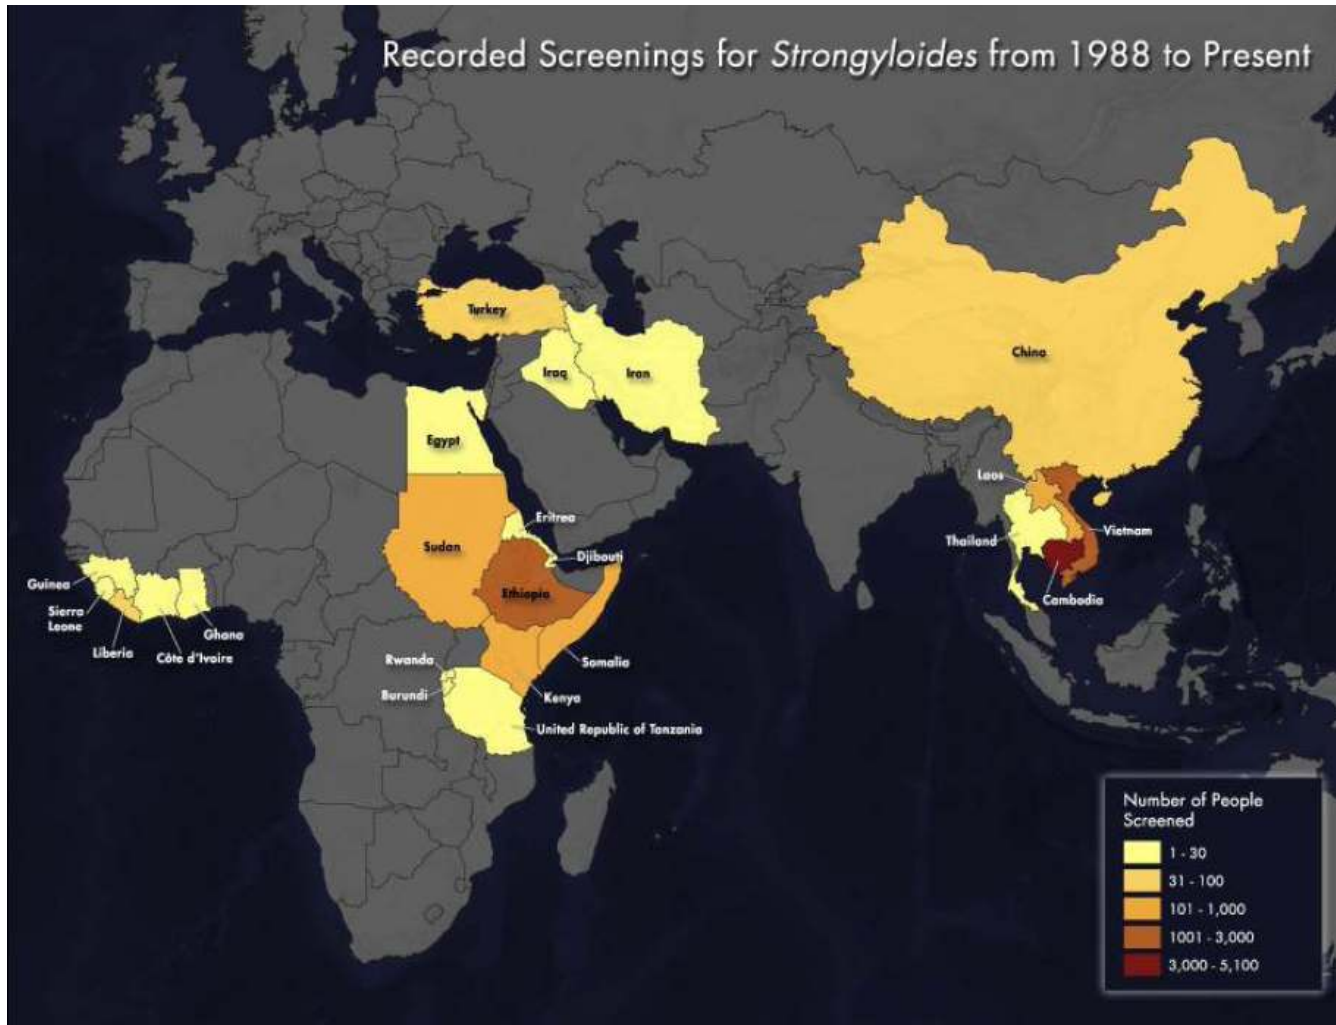 Recorded Screenings for Strongyloides from 1988 to Present
Turkey
China
Iraq
Iran
Egypt
Laos
Eritrea
Vietnam
Thailand
Sudan
Djibouti
Guinea
Ethiopia
Cambodia
Sierra
Leone
Ghana
Liberia
Côte d'Ivoire
Rwanda
Somalia
Burundi
Kenya
United Republic of Tanzania
Number of People
Screened
1 - 30
31 - 100
101 - 1,000
1001 - 3,000
3,000 - 5,100